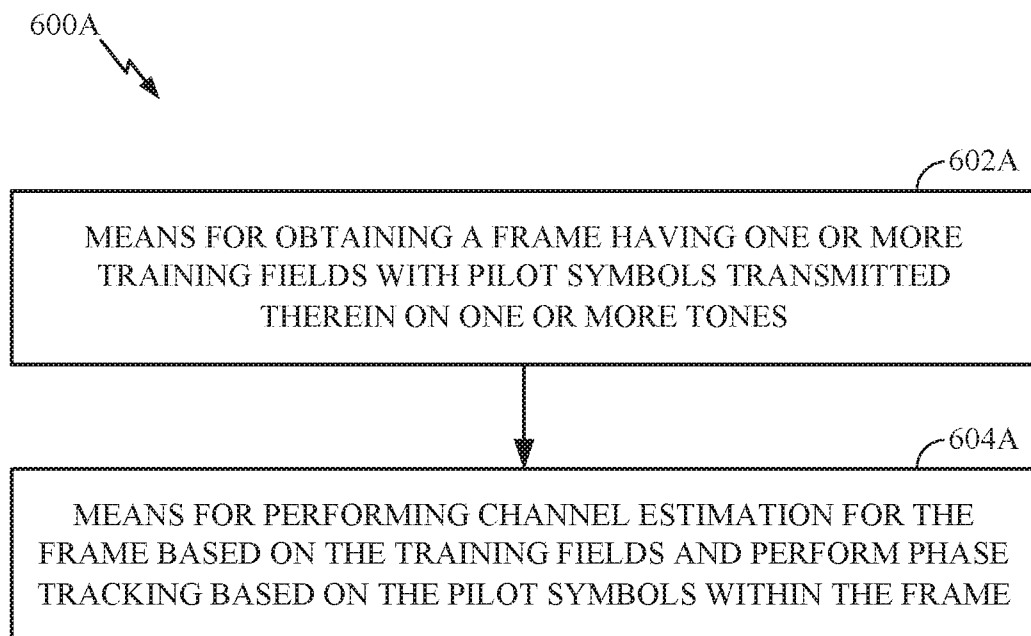 600A
602A
MEANS FOR OBTAINING A FRAME HAVING ONE OR MORE
TRAINING FIELDS WITH PILOT SYMBOLS TRANSMITTED
THEREIN ON ONE OR MORE TONES
604A
MEANS FOR PERFORMING CHANNEL ESTIMATION FOR THE
FRAME BASED ON THE TRAINING FIELDS AND PERFORM PHASE
TRACKING BASED ON THE PILOT SYMBOLS WITHIN THE FRAME